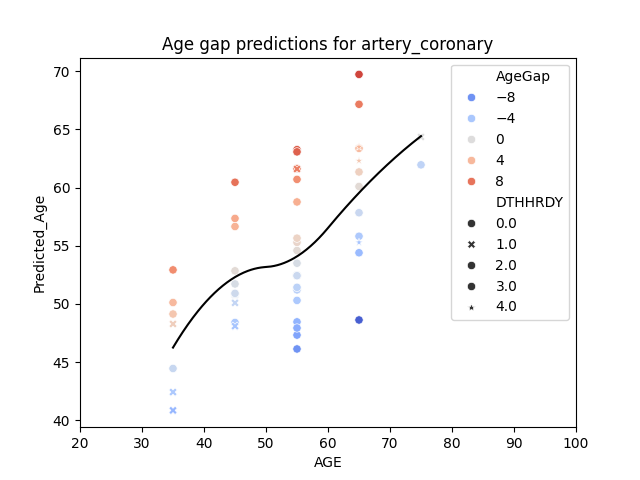 Age gap predictions for artery_coronary
Predicted_Age
70
65
60
55
50
45
40
20 30 40 50 60 70 80 90 100
AGE
AgeGap
−8
−4
0
4
8
DTHHRDY
0.0
1.0
2.0
3.0
4.0